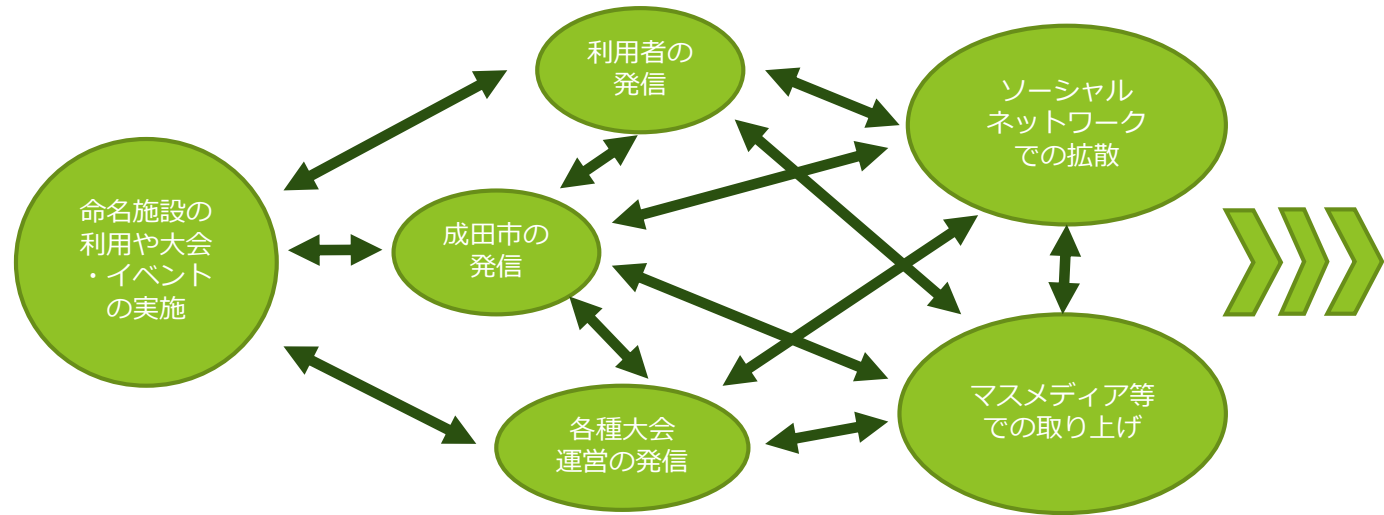 命名施設の
利用や大会
・イベント
の実施
利用者の
発信
成田市の
発信
各種大会
運営の発信
ソーシャル
ネットワーク
での拡散
マスメディア等
での取り上げ